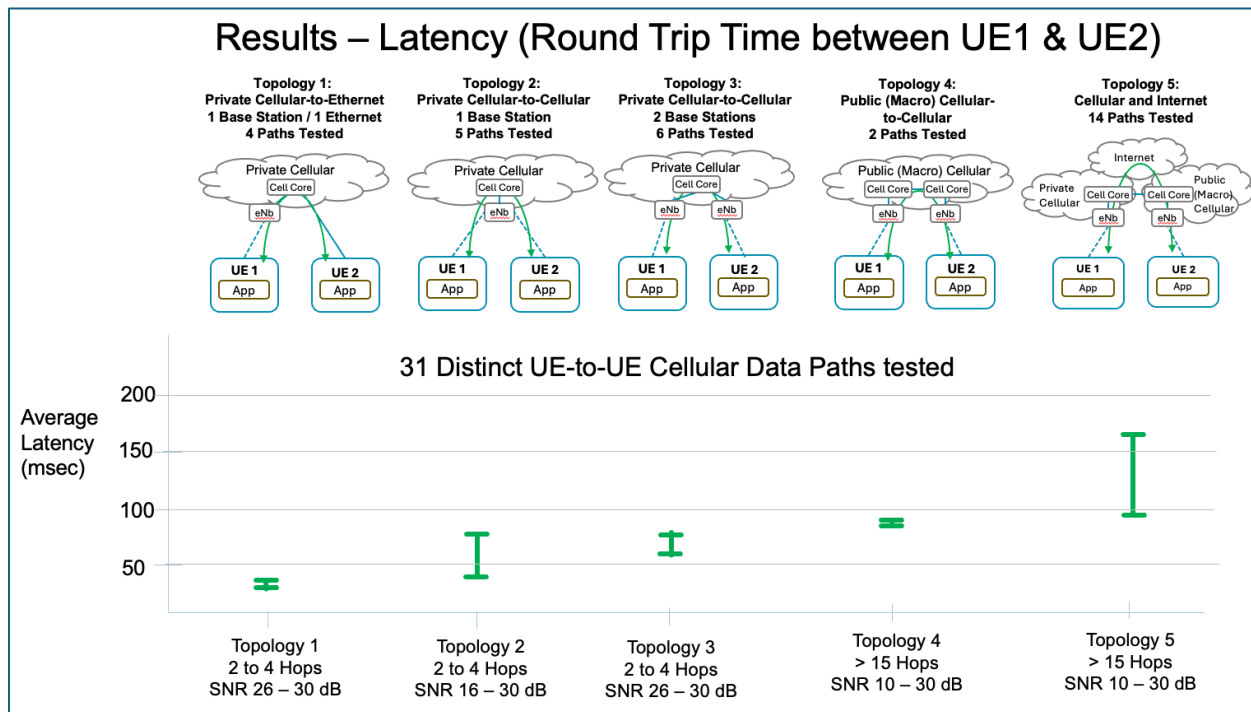 Results – Latency (Round Trip Time between UE1 & UE2)
Topology 1:
Private Cellular-to-Ethernet
1 Base Station / 1 Ethernet
4 Paths Tested
Topology 2:
Private Cellular-to-Cellular
1 Base Station
5 Paths Tested
Topology 3:
Private Cellular-to-Cellular
2 Base Stations
6 Paths Tested
Topology 4:
Public (Macro) Cellular-
to-Cellular
2 Paths Tested
Topology 5:
Cellular and Internet
14 Paths Tested
Private Cellular
Cell Core
eNb
UE 1
App
UE 2
App
Private Cellular
Cell Core
eNb
UE 1
App
UE 2
App
Private Cellular
Cell Core
eNb
eNb
UE 1
App
UE 2
App
Public (Macro) Cellular
Cell Core
Cell Core
eNb
eNb
UE 1
App
UE 2
App
Internet
Private
Cellular
Cell Core
Cell Core
Public
(Macro)
Cellular
eNb
eNb
UE 1
App
UE 2
App
31 Distinct UE-to-UE Cellular Data Paths tested
Average
Latency
(msec)
200
150
100
50
Topology 1
2 to 4 Hops
SNR 26 – 30 dB
Topology 2
2 to 4 Hops
SNR 16 – 30 dB
Topology 3
2 to 4 Hops
SNR 26 – 30 dB
Topology 4
> 15 Hops
SNR 10 – 30 dB
Topology 5
> 15 Hops
SNR 10 – 30 dB